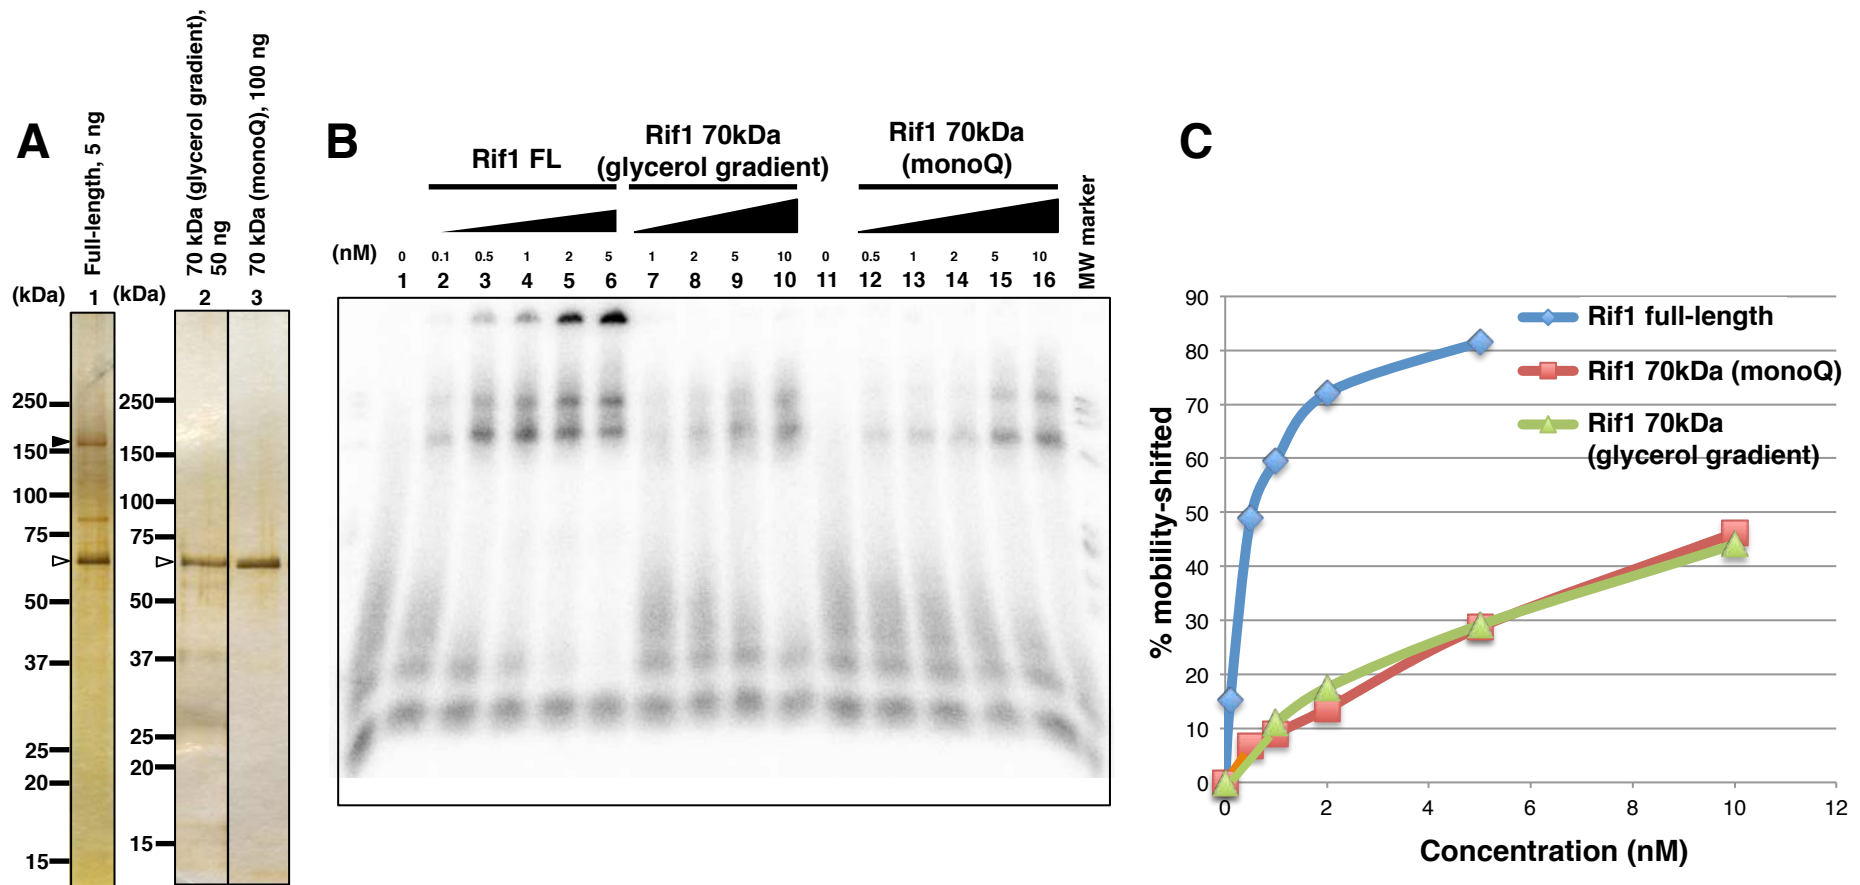 A
Full-length, 5 ng
70 kDa (glycerol gradient),
50 ng
70 kDa (monoQ), 100 ng
(kDa)
1
(kDa)
2
3
250
150
100
75
50
37
25
20
15
250
150
100
75
50
37
25
20
15
B
Rif1 FL
Rif1 70kDa
(glycerol gradient)
Rif1 70kDa
(monoQ)
MW marker
(nM) 0 0.1 0.5 1 2 5 1 2 5 10 0 0.5 1 2 5 10
1 2 3 4 5 6 7 8 9 10 11 12 13 14 15 16
C
Rif1 full-length
Rif1 70kDa (monoQ)
Rif1 70kDa
(glycerol gradient)
% mobility-shifted
90
80
70
60
50
40
30
20
10
0
0 2 4 6 8 10 12
Concentration (nM)